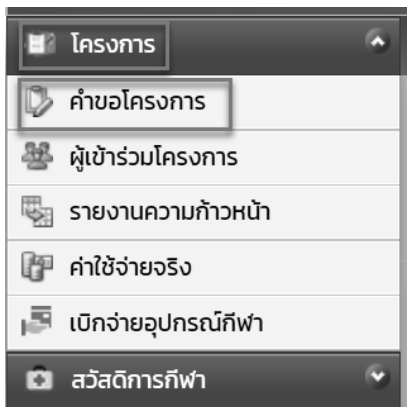 โครงการ
คำขอโครงการ
ผู้เข้าร่วมโครงการ
รายงานความก้าวหน้า
ค่าใช้จ่ายจริง
เบิกจ่ายอุปกรณ์กีฬา
สวัสดิการกีฬา